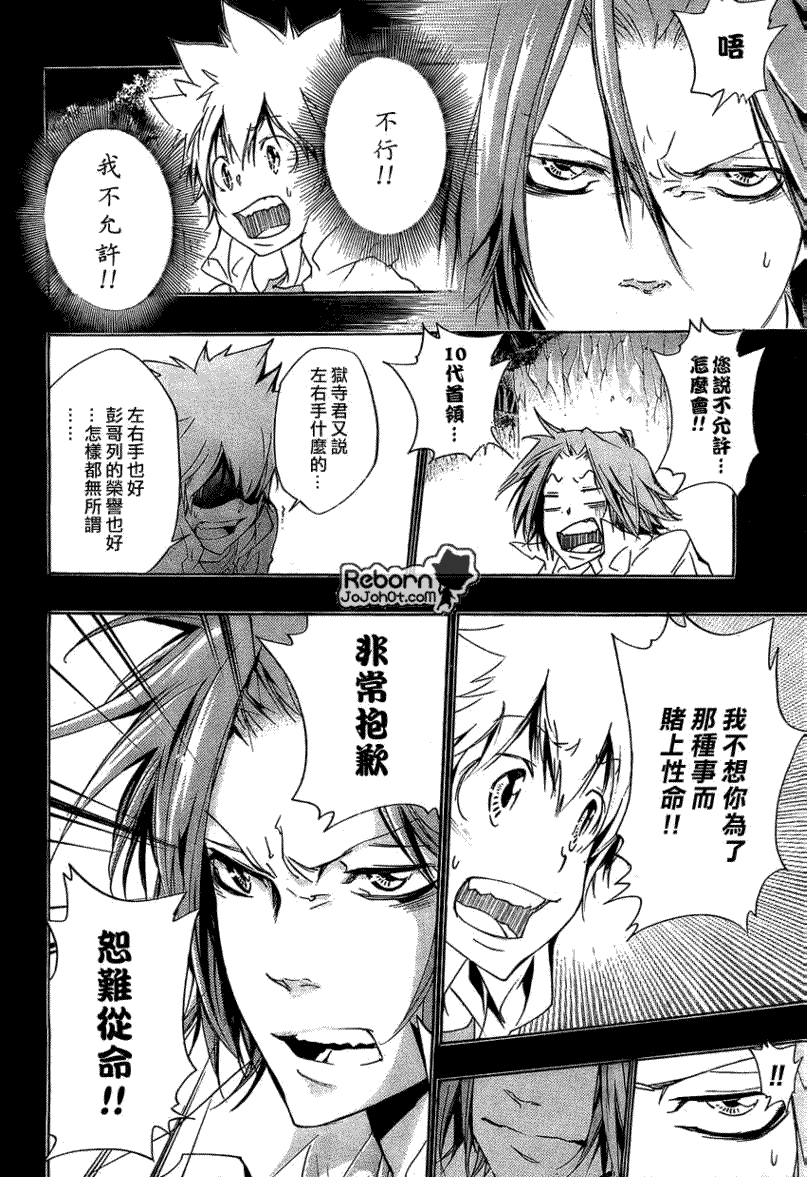 唔
不行!!
我不允許!!
您說不允許…
怎麼會!!
10代首領…
獄寺君又說
左右手什麼的…
左右手也好
彭哥列的榮譽也好
…怎樣都無所謂
……
Reborn
JoJoHOt.com
我不想你為了
那種事而
賭上性命!!
非常抱歉
!!
恕難從命!!